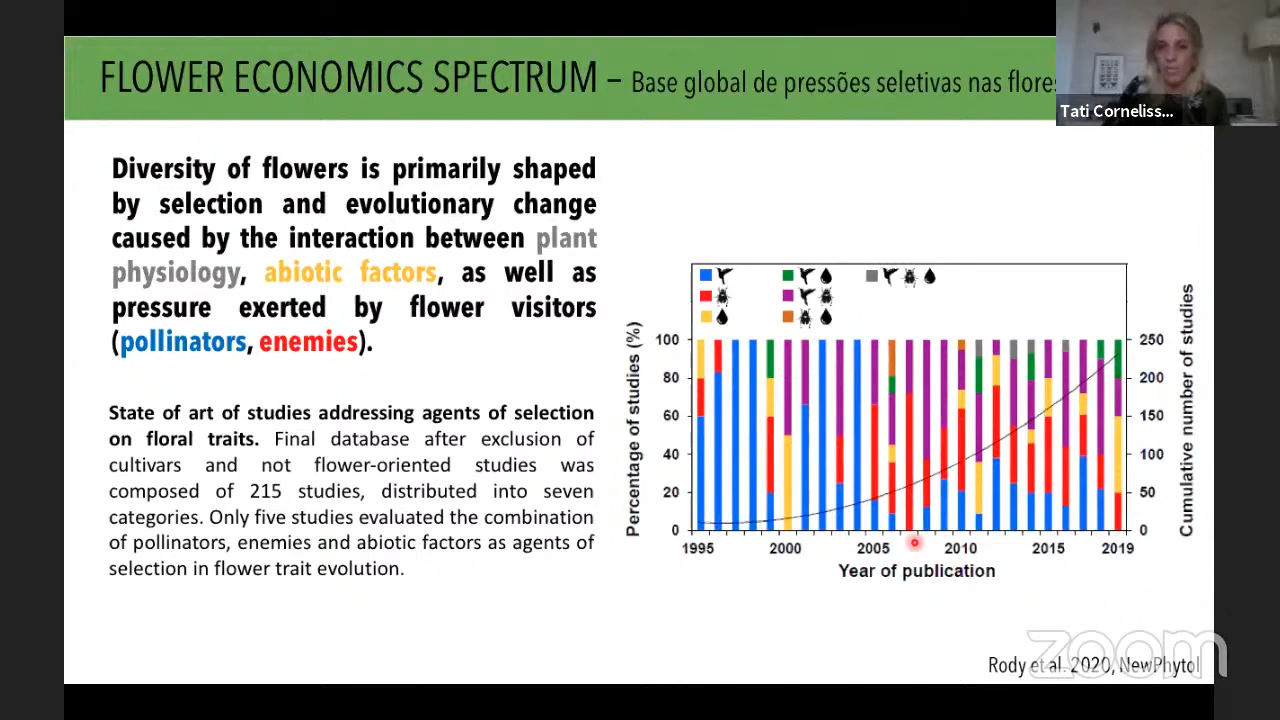 FLOWER ECONOMICS SPECTRUM – Base global de pressões seletivas nas flores
Tati Corneliss...
Diversity of flowers is primarily shaped
by selection and evolutionary change
caused by the interaction between plant
physiology, abiotic factors, as well as
pressure exerted by flower visitors
(pollinators, enemies).
State of art of studies addressing agents of selection
on floral traits. Final database after exclusion of
cultivars and not flower-oriented studies was
composed of 215 studies, distributed into seven
categories. Only five studies evaluated the combination
of pollinators, enemies and abiotic factors as agents of
selection in flower trait evolution.
Percentage of studies (%)
100
80
60
40
20
0
1995 2000 2005 2010 2015 2019
Year of publication
250
200
150
100
50
0
Cumulative number of studies
zoom
Rody et al. 2020, NewPhytol